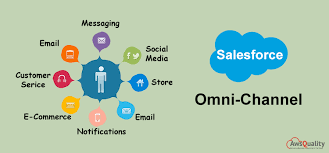 Messaging
Email
Social
Media
Customer
Serice
Store
E-Commerce
Email
Notifications
Salesforce
Omni-Channel
AwsQuality